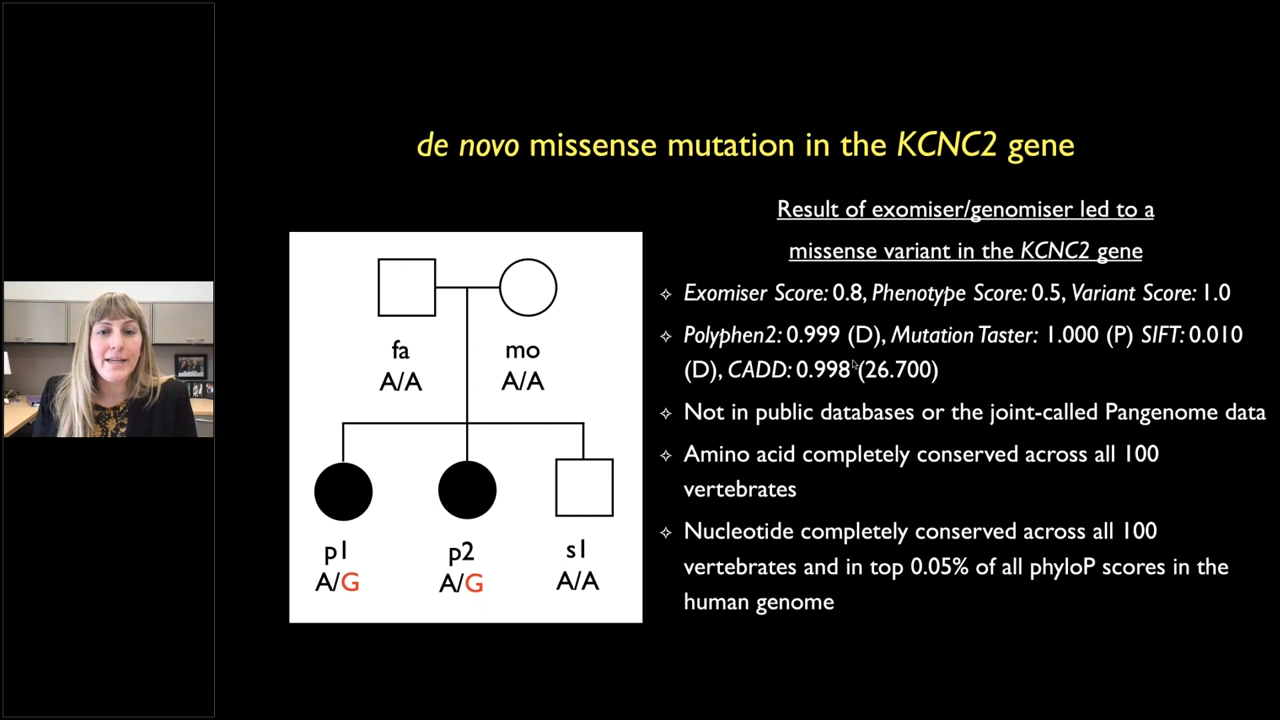 de novo missense mutation in the KCNC2 gene
Result of exomiser/genomiser led to a
missense variant in the KCNC2 gene
fa
A/A
mo
A/A
p1
A/G
p2
A/G
s1
A/A
✧ Exomiser Score: 0.8, Phenotype Score: 0.5, Variant Score: 1.0
✧ Polyphen2: 0.999 (D), Mutation Taster: 1.000 (P) SIFT: 0.010
(D), CADD: 0.998 (26.700)
✧ Not in public databases or the joint-called Pangenome data
✧ Amino acid completely conserved across all 100
vertebrates
✧ Nucleotide completely conserved across all 100
vertebrates and in top 0.05% of all phyloP scores in the
human genome